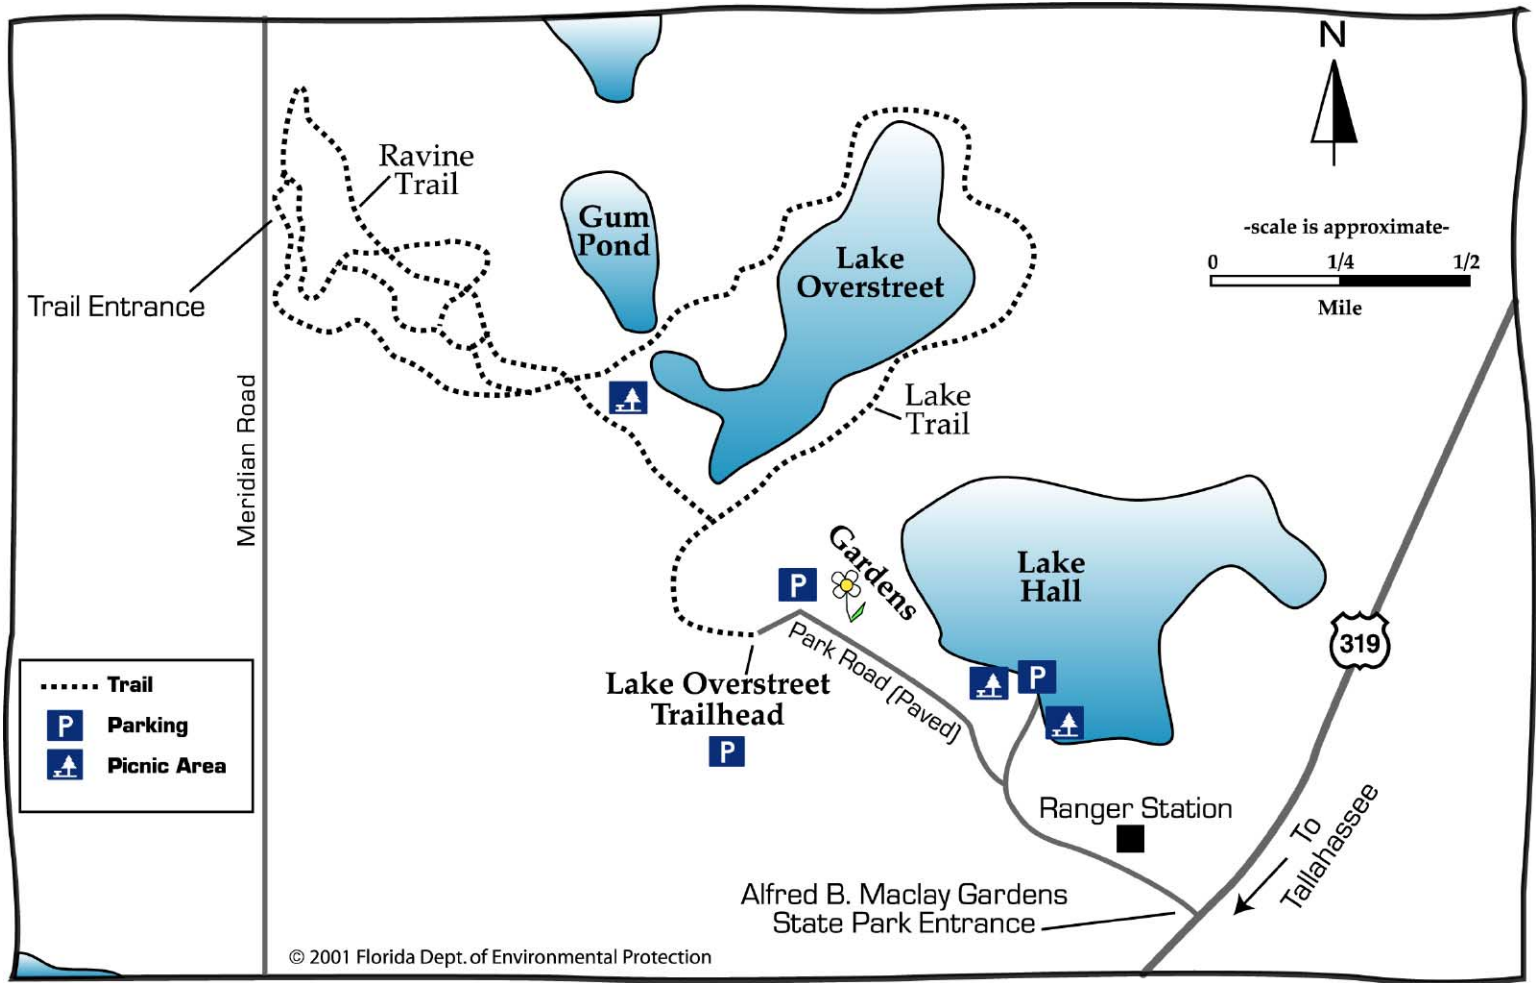 N
Ravine
Trail
Gum
Pond
Lake
Overstreet
-scale is approximate-
0 1/4 1/2
Mile
Trail Entrance
Meridian Road
Lake
Trail
Gardens
P
Lake
Hall
319
Park Road (Paved)
P
Lake Overstreet
Trailhead
P
Trail
P Parking
Picnic Area
Ranger Station
To
Tallahassee
Alfred B. Maclay Gardens
State Park Entrance
© 2001 Florida Dept. of Environmental Protection